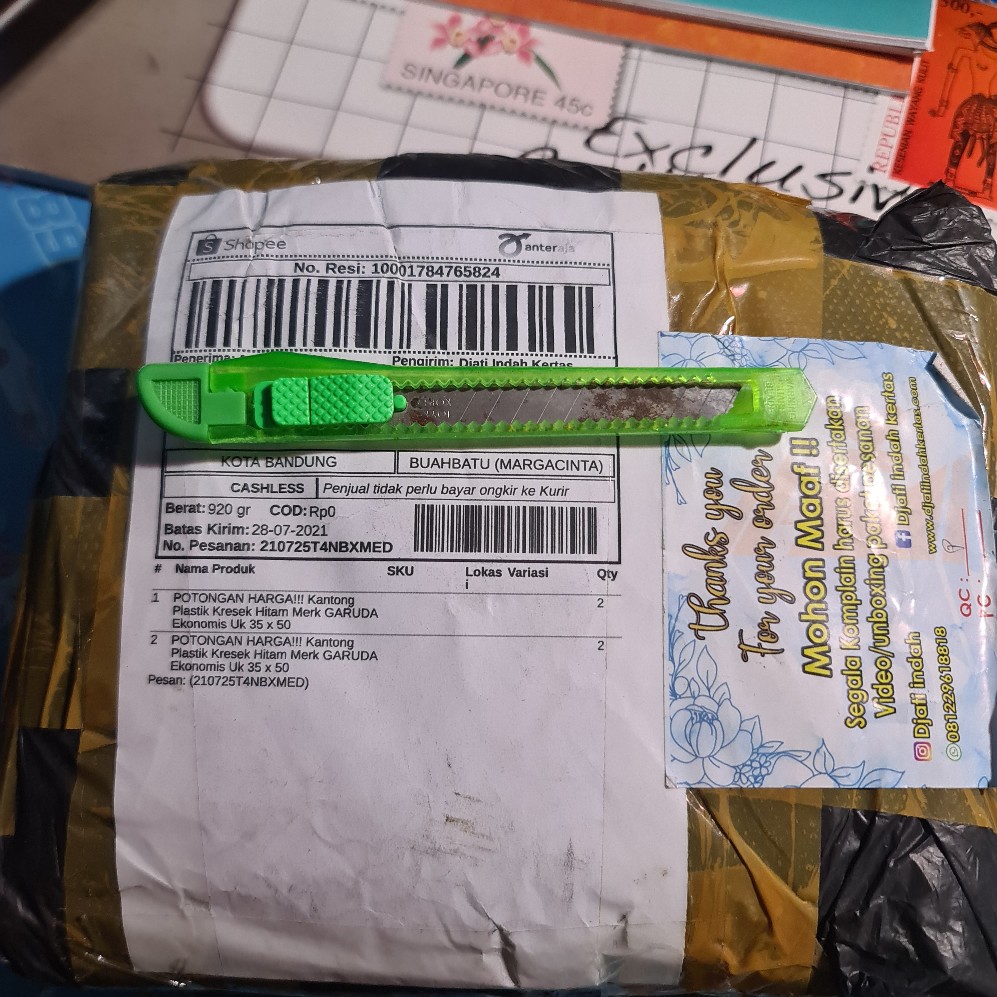 SINGAPORE 45c
Exclusiv
500,-
REPUBLI
Shopee
anteraja
No. Resi: 10001784765824
Penerima
Pengirim: Djati Indah Kertas
KOTA BANDUNG
BUAHBATU (MARGACINTA)
CASHLESS
Penjual tidak perlu bayar ongkir ke Kurir
Berat: 920 gr COD: Rp0
Batas Kirim: 28-07-2021
No. Pesanan: 210725T4NBXMED
# Nama Produk SKU Lokasi Variasi Qty
1 POTONGAN HARGA!!! Kantong 2
Plastik Kresek Hitam Merk GARUDA
Ekonomis Uk 35 x 50
2 POTONGAN HARGA!!! Kantong 2
Plastik Kresek Hitam Merk GARUDA
Ekonomis Uk 35 x 50
Pesan: (210725T4NBXMED)
thanks you
For your order
Mohon Maaf !!
Segala Komplain harus disertakan
Video/unboxing paket pesanan
Djati indah
Djati indah kertas
081229618818
www.djatiindahkertas.com
QC :